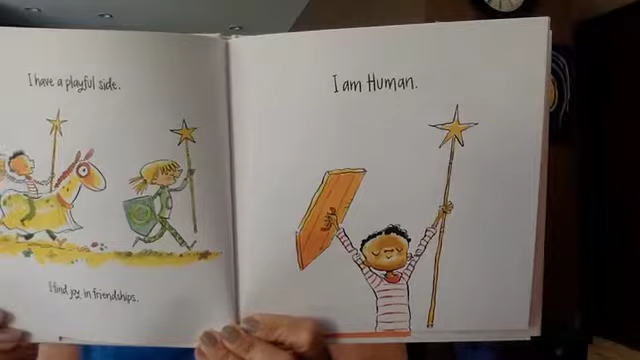 I have a playful side.
I find joy in friendships.
I am Human.